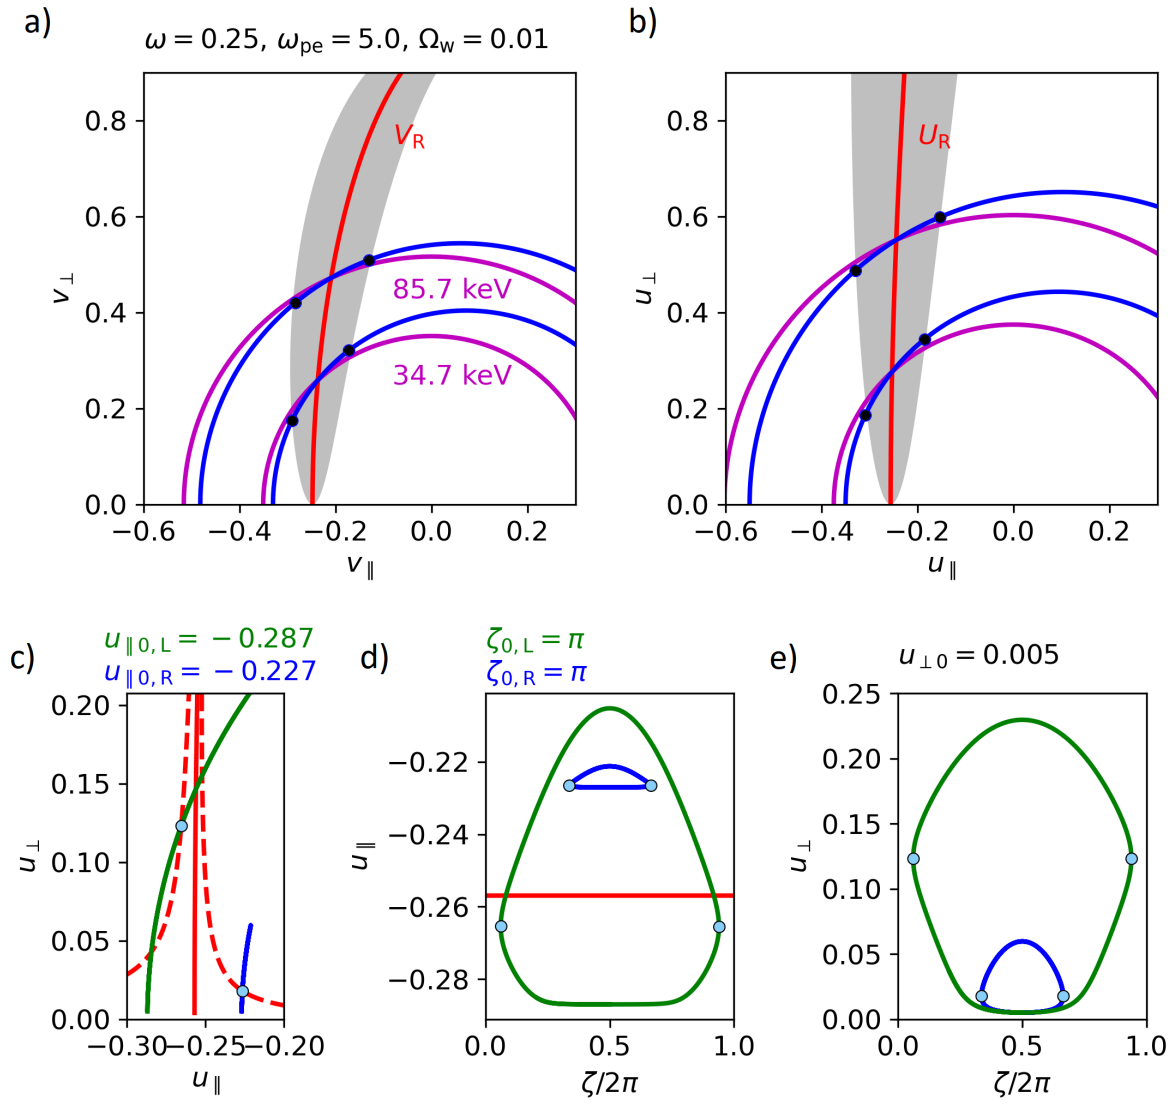 a)
ω = 0.25, ω_pe = 5.0, Ω_w = 0.01
0.8
0.6
0.4
0.2
0.0
v_⊥
V_R
85.7 keV
34.7 keV
−0.6 −0.4 −0.2 0.0 0.2
v_∥
b)
0.8
0.6
0.4
0.2
0.0
u_⊥
U_R
−0.6 −0.4 −0.2 0.0 0.2
u_∥
c)
u_∥0,L = −0.287
u_∥0,R = −0.227
0.20
0.15
0.10
0.05
0.00
u_⊥
−0.30 −0.25 −0.20
u_∥
d)
ζ_0,L = π
ζ_0,R = π
−0.22
−0.24
−0.26
−0.28
u_∥
0.0 0.5 1.0
ζ/2π
e)
u_⊥0 = 0.005
0.25
0.20
0.15
0.10
0.05
0.00
u_⊥
0.0 0.5 1.0
ζ/2π